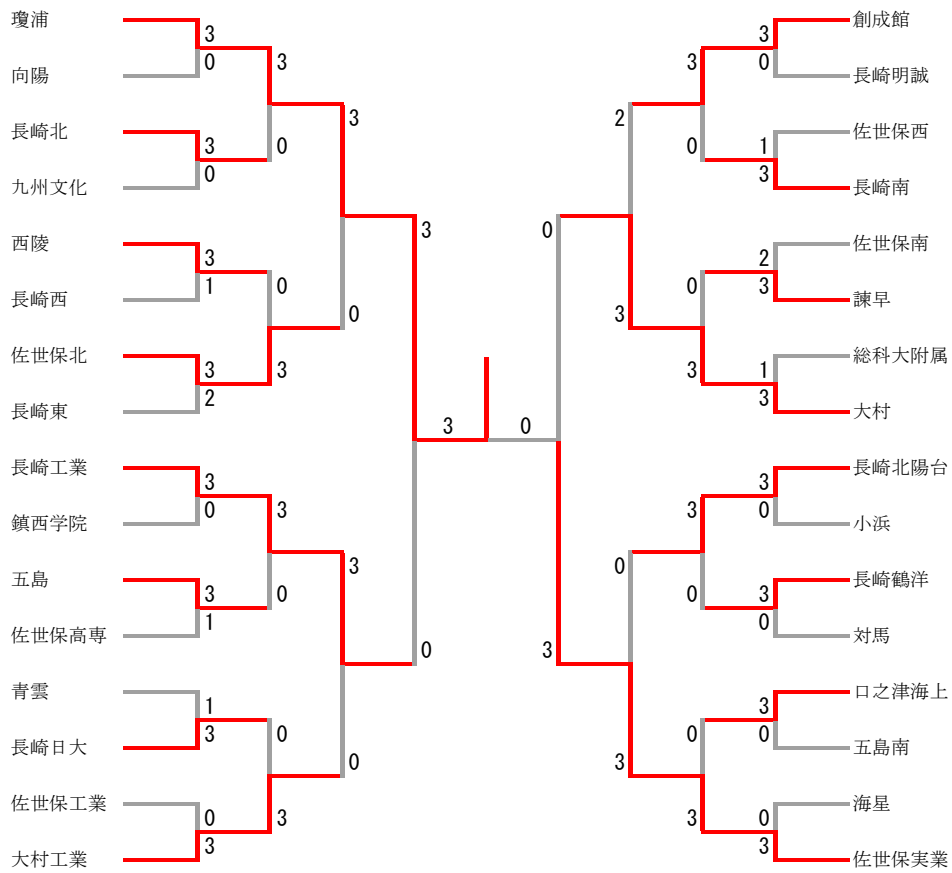 瓊浦
向陽
長崎北
九州文化
西陵
長崎西
佐世保北
長崎東
長崎工業
鎮西学院
五島
佐世保高専
青雲
長崎日大
佐世保工業
大村工業
3
0
3
0
3
1
3
2
3
0
3
1
1
3
0
3
3
0
0
3
3
0
0
3
3
0
3
0
3
0
3
0
0
3
2
3
0
3
3
0
0
3
3
0
0
3
3
0
1
3
2
3
1
3
3
0
3
0
3
0
0
3
創成館
長崎明誠
佐世保西
長崎南
佐世保南
諫早
総科大附属
大村
長崎北陽台
小浜
長崎鶴洋
対馬
口之津海上
五島南
海星
佐世保実業